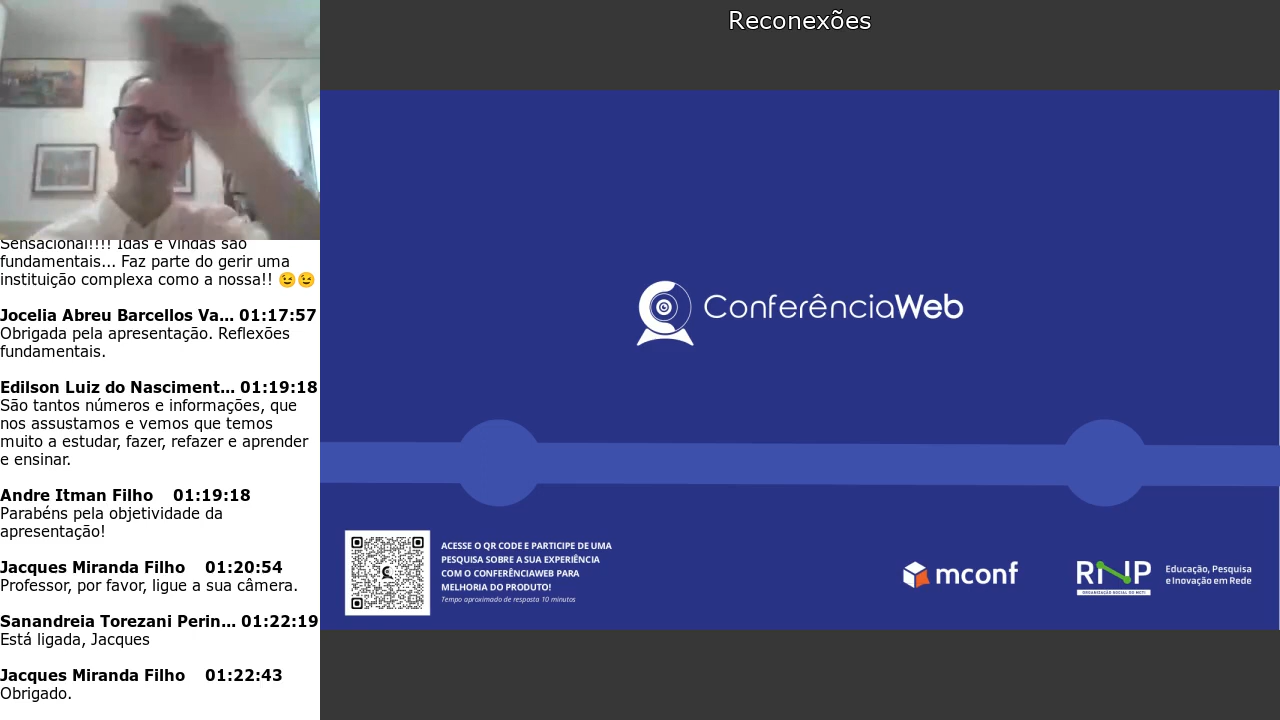 Reconexões
Sensacional!!!! Idas e vindas são
fundamentais... Faz parte do gerir uma
instituição complexa como a nossa!! 😉😉
Jocelia Abreu Barcellos Va... 01:17:57
Obrigada pela apresentação. Reflexões
fundamentais.
Edilson Luiz do Nasciment... 01:19:18
São tantos números e informações, que
nos assustamos e vemos que temos
muito a estudar, fazer, refazer e aprender
e ensinar.
Andre Itman Filho 01:19:18
Parabéns pela objetividade da
apresentação!
Jacques Miranda Filho 01:20:54
Professor, por favor, ligue a sua câmera.
Sanandreia Torezani Perin... 01:22:19
Está ligada, Jacques
Jacques Miranda Filho 01:22:43
Obrigado.
ConferênciaWeb
ACESSE O QR CODE E PARTICIPE DE UMA
PESQUISA SOBRE A SUA EXPERIÊNCIA
COM O CONFERÊNCIAWEB PARA
MELHORIA DO PRODUTO!
Tempo aproximado de resposta 10 minutos
mconf
RNP
ORGANIZAÇÃO SOCIAL DO MCTI
Educação, Pesquisa
e Inovação em Rede